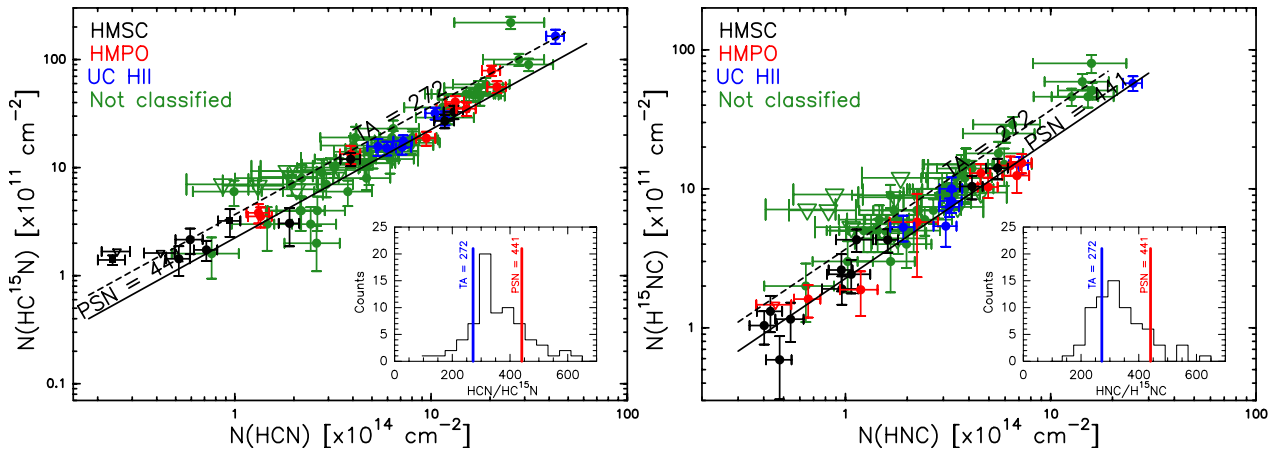 HMSC
HMPO
UC HII
Not classified
TA = 272
PSN = 441
100
10
1
0.1
N(HC¹⁵N) [x10¹¹ cm⁻²]
1
10
100
N(HCN) [x10¹⁴ cm⁻²]
25
20
15
10
5
0
Counts
TA = 272
PSN = 441
0
200
400
600
HCN/HC¹⁵N
HMSC
HMPO
UC HII
Not classified
TA = 272
PSN = 441
100
10
1
N(H¹⁵NC) [x10¹¹ cm⁻²]
1
10
100
N(HNC) [x10¹⁴ cm⁻²]
25
20
15
10
5
0
Counts
TA = 272
PSN = 441
0
200
400
600
HNC/H¹⁵NC